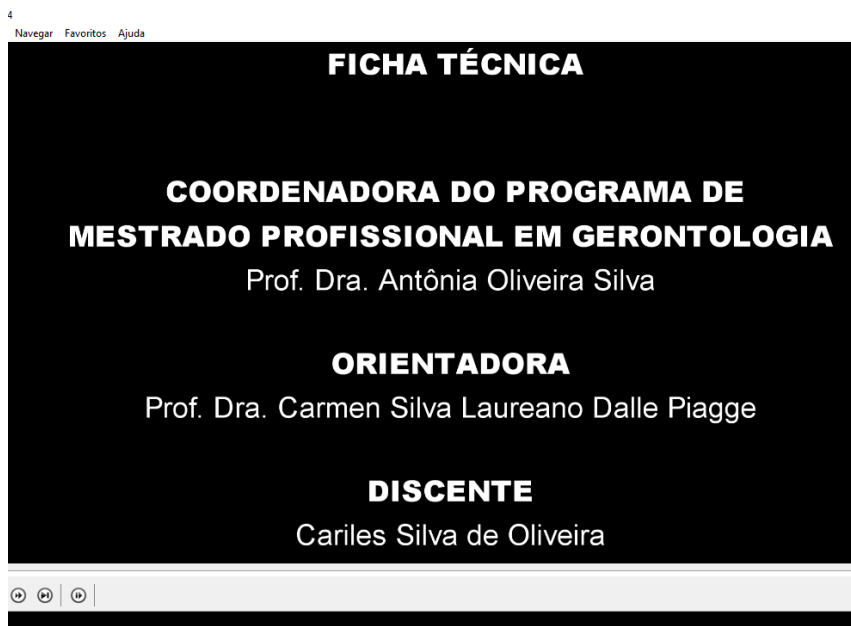 4
Navegar Favoritos Ajuda
FICHA TÉCNICA
COORDENADORA DO PROGRAMA DE
MESTRADO PROFISSIONAL EM GERONTOLOGIA
Prof. Dra. Antônia Oliveira Silva
ORIENTADORA
Prof. Dra. Carmen Silva Laureano Dalle Piagge
DISCENTE
Cariles Silva de Oliveira